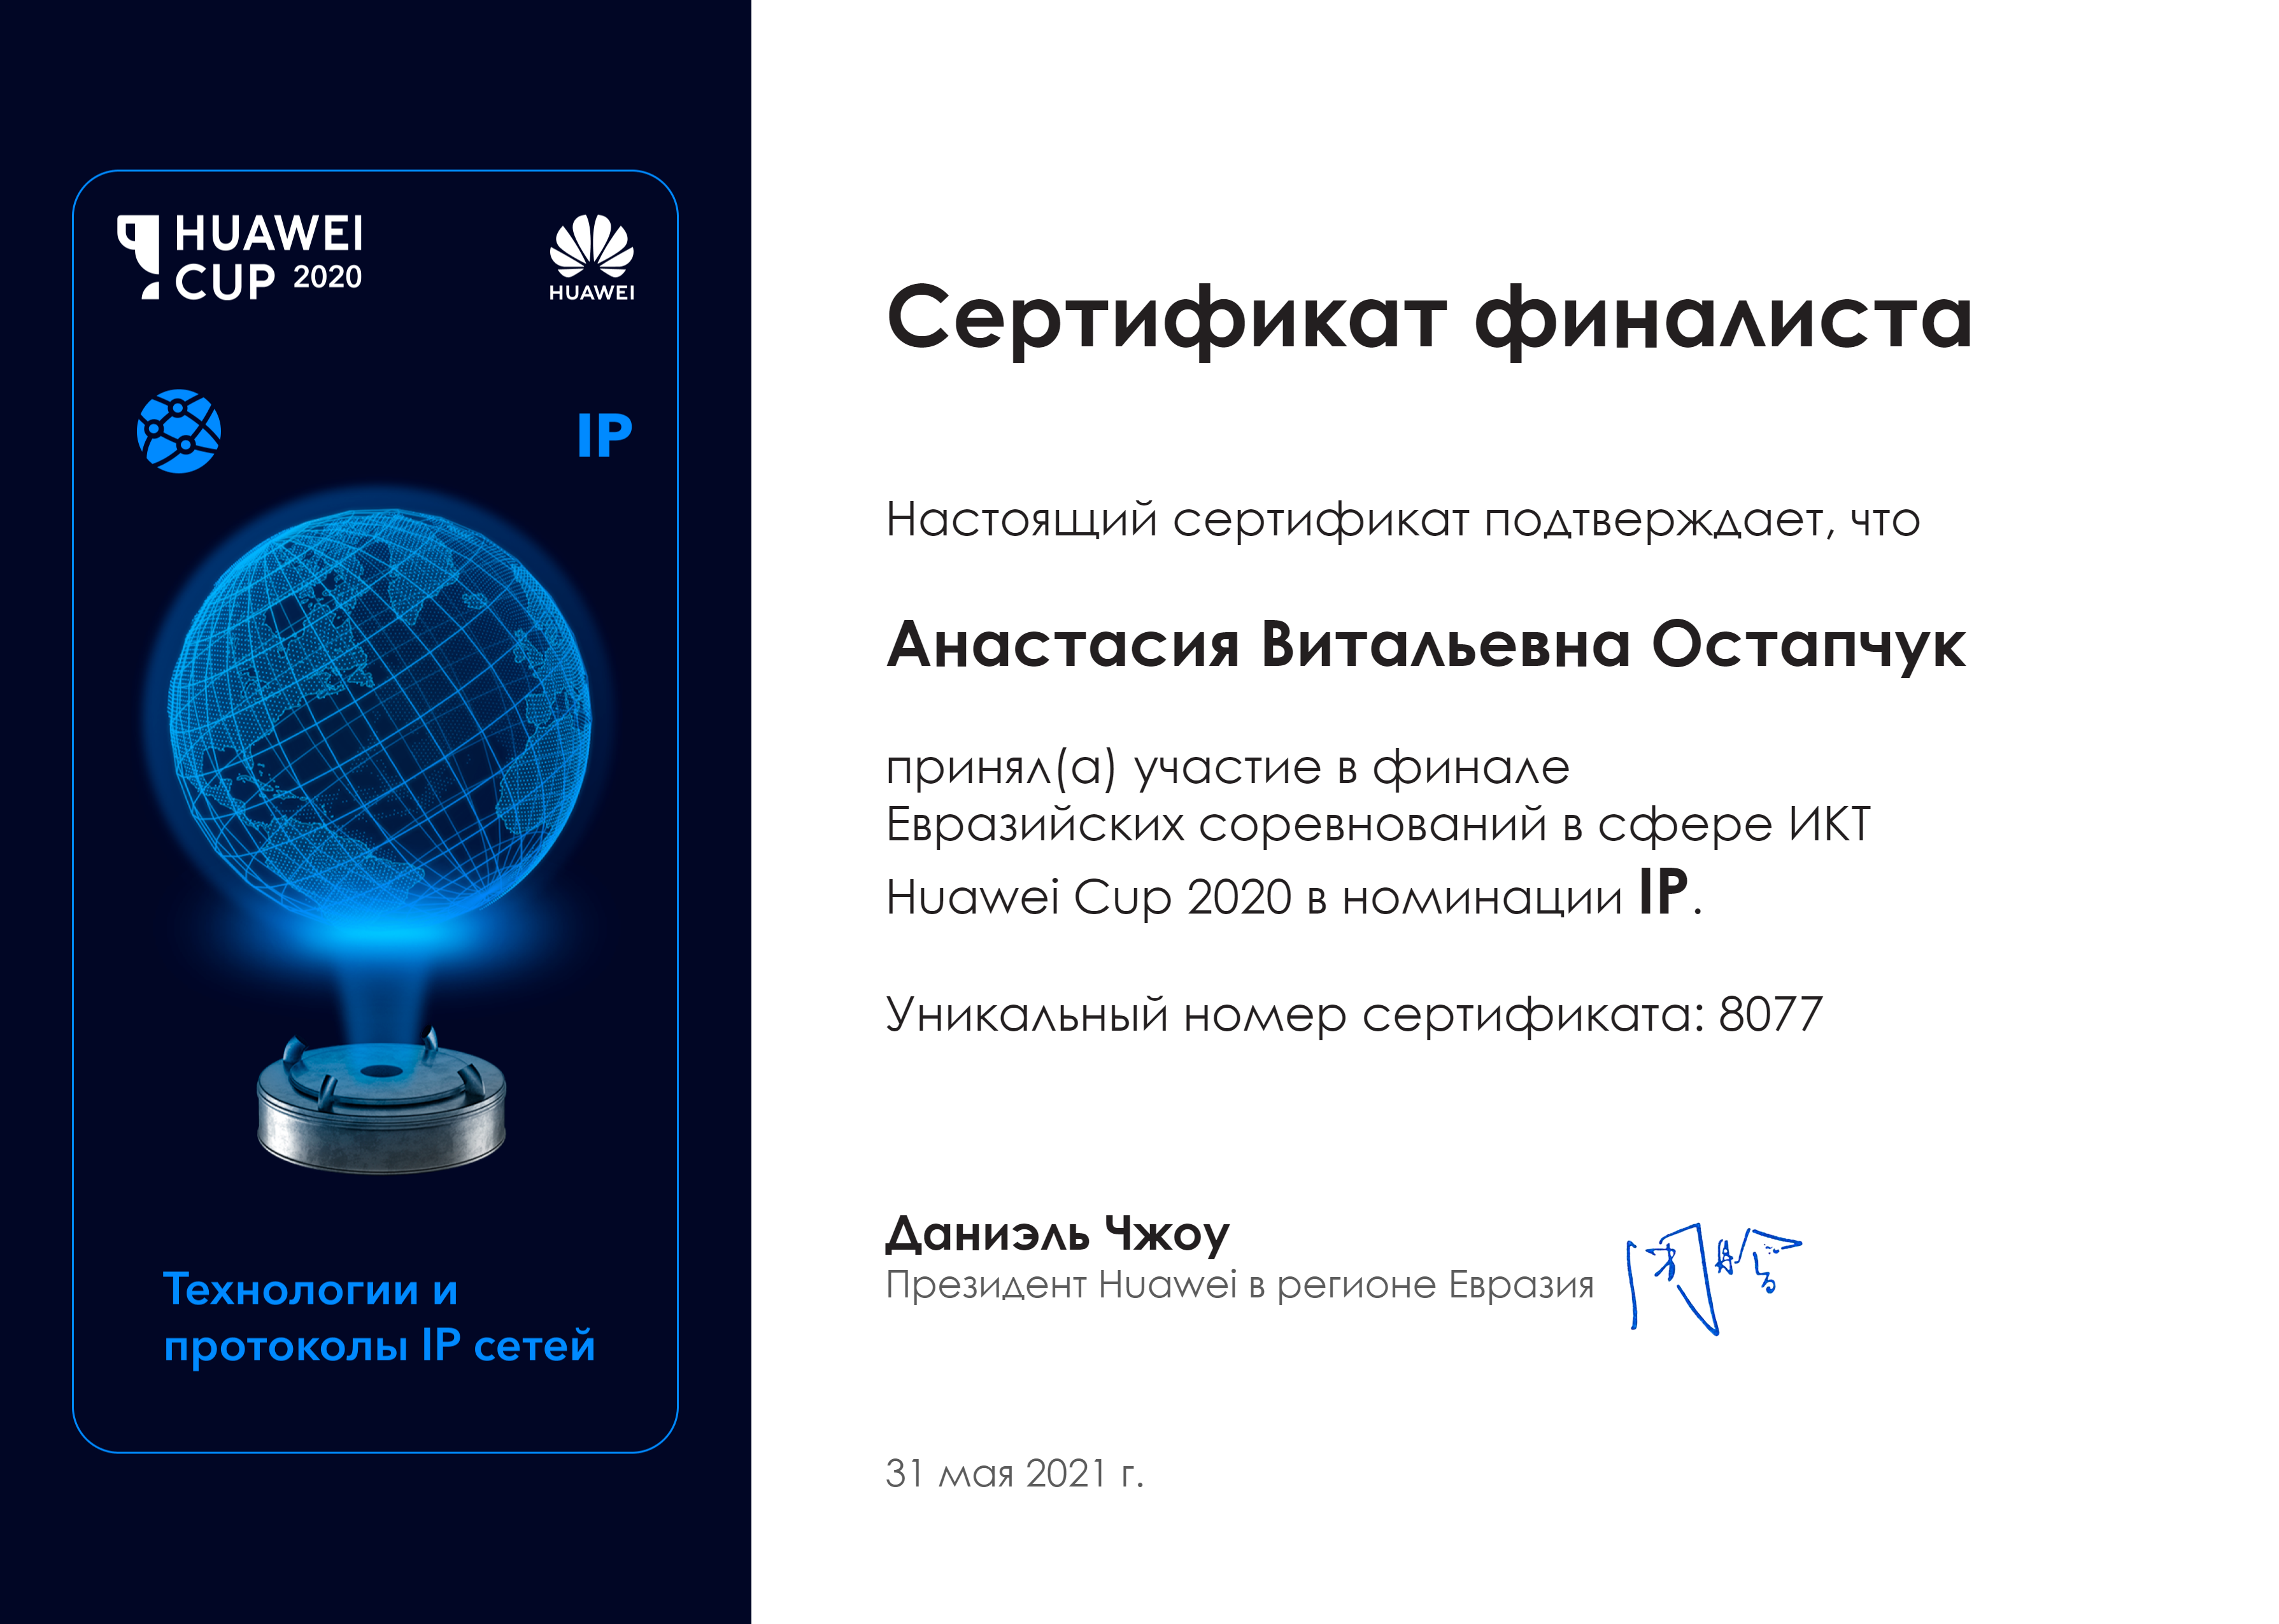 HUAWEI
CUP 2020
HUAWEI
IP
Технологии и
протоколы IP сетей
Сертификат финалиста
Настоящий сертификат подтверждает, что
Анастасия Витальевна Остапчук
принял(а) участие в финале
Евразийских соревнований в сфере ИКТ
Huawei Cup 2020 в номинации IP.
Уникальный номер сертификата: 8077
Даниэль Чжоу
Президент Huawei в регионе Евразия
31 мая 2021 г.